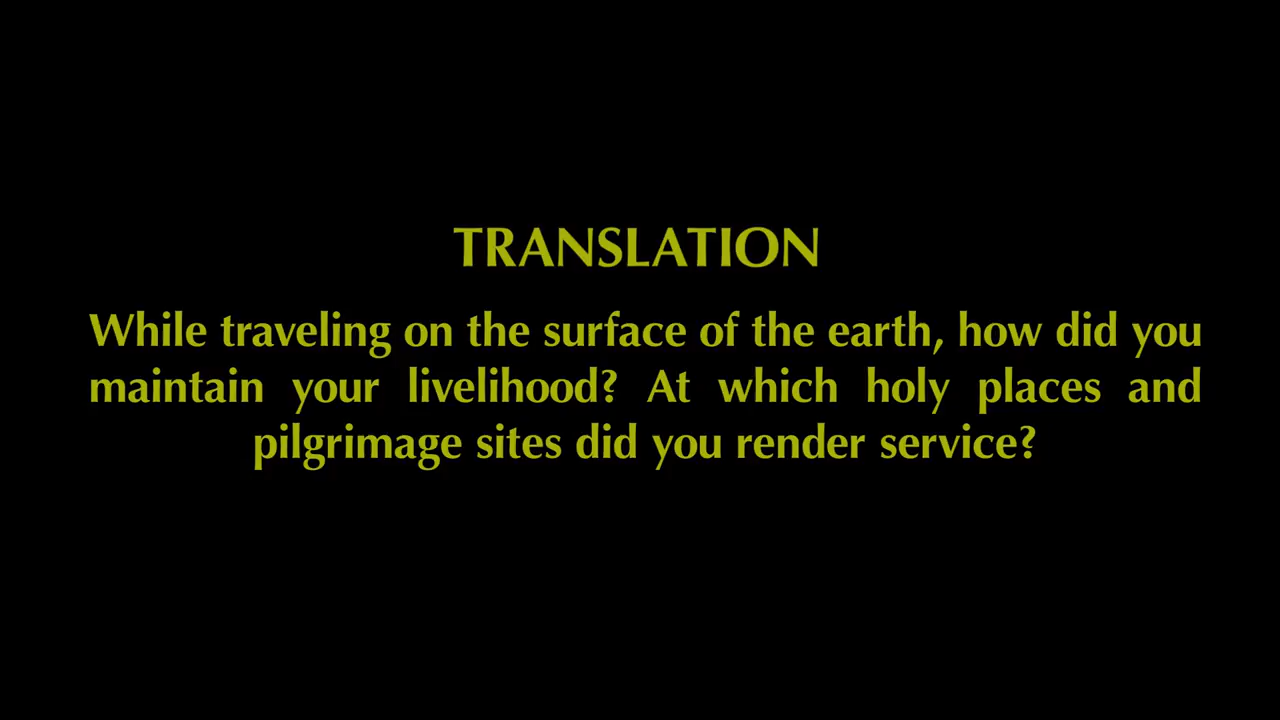 TRANSLATION
While traveling on the surface of the earth, how did you
maintain your livelihood? At which holy places and
pilgrimage sites did you render service?